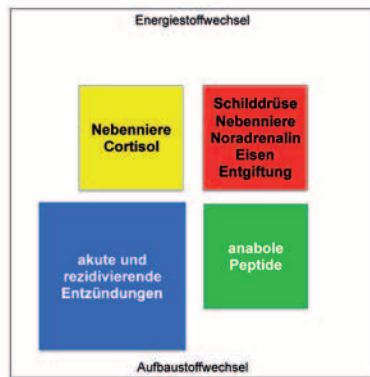 Energiestoffwechsel
Nebenniere
Cortisol
Schilddrüse
Nebenniere
Noradrenalin
Eisen
Entgiftung
akute und
rezidivierende
Entzündungen
anabole
Peptide
Aufbaustoffwechsel